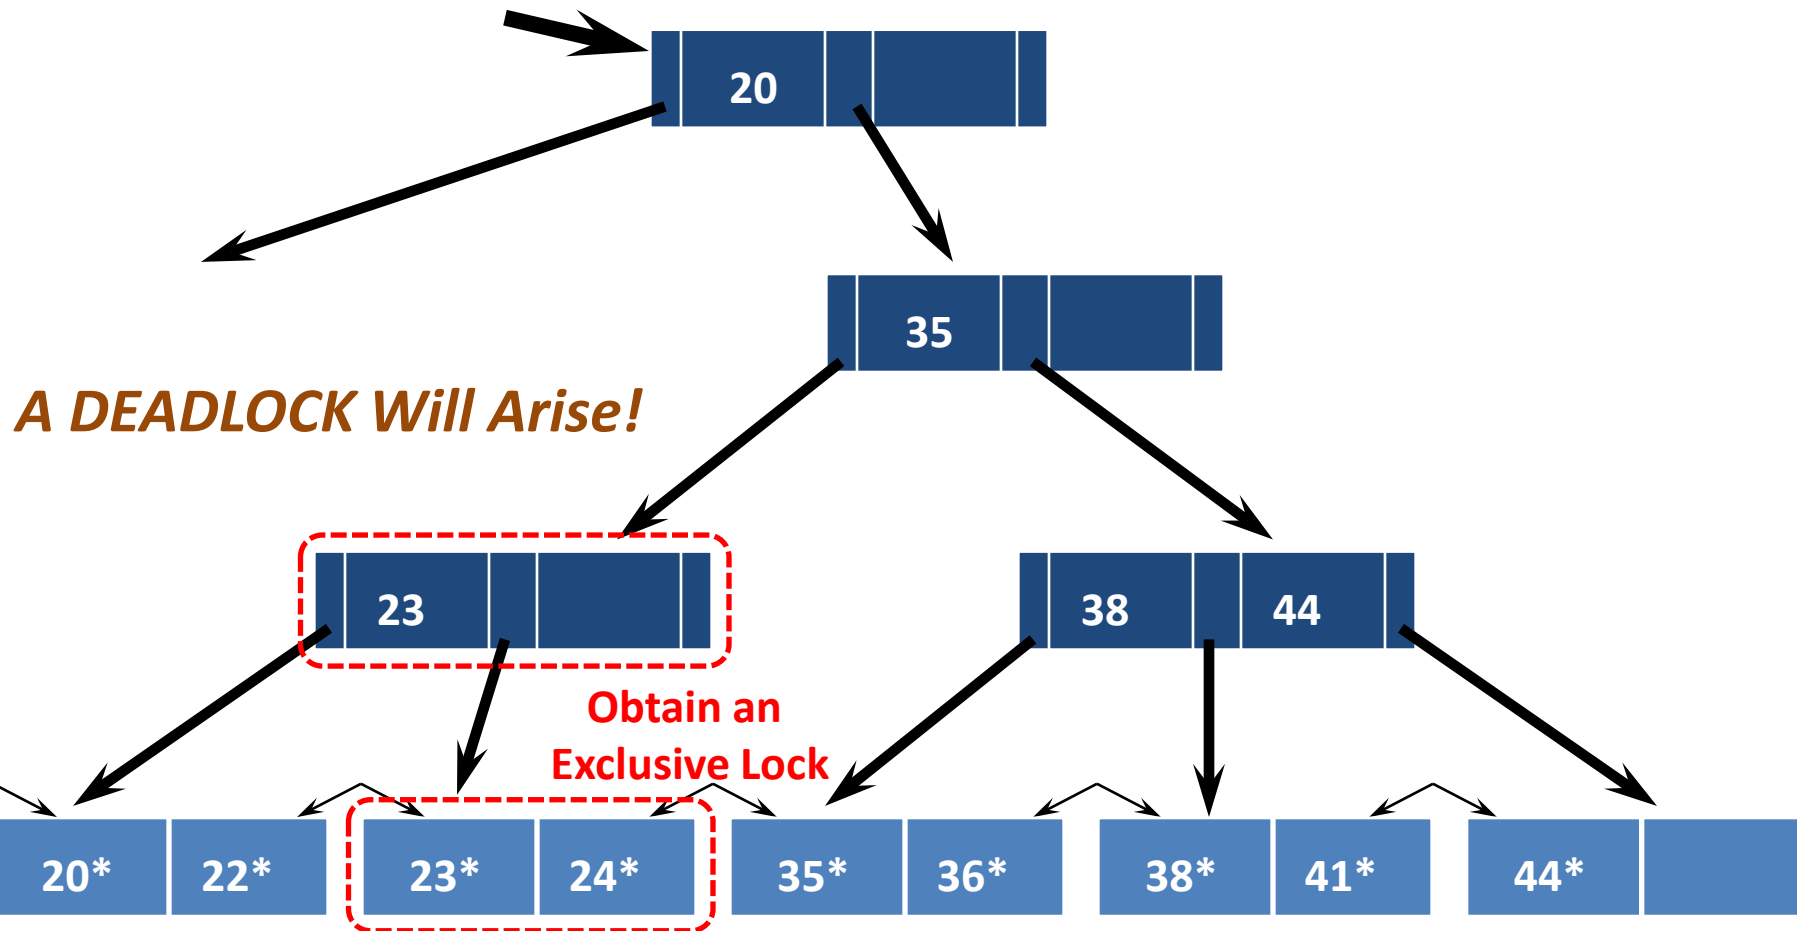 20
35
A DEADLOCK Will Arise!
23
38 44
Obtain an
Exclusive Lock
20* 22* 23* 24* 35* 36* 38* 41* 44*